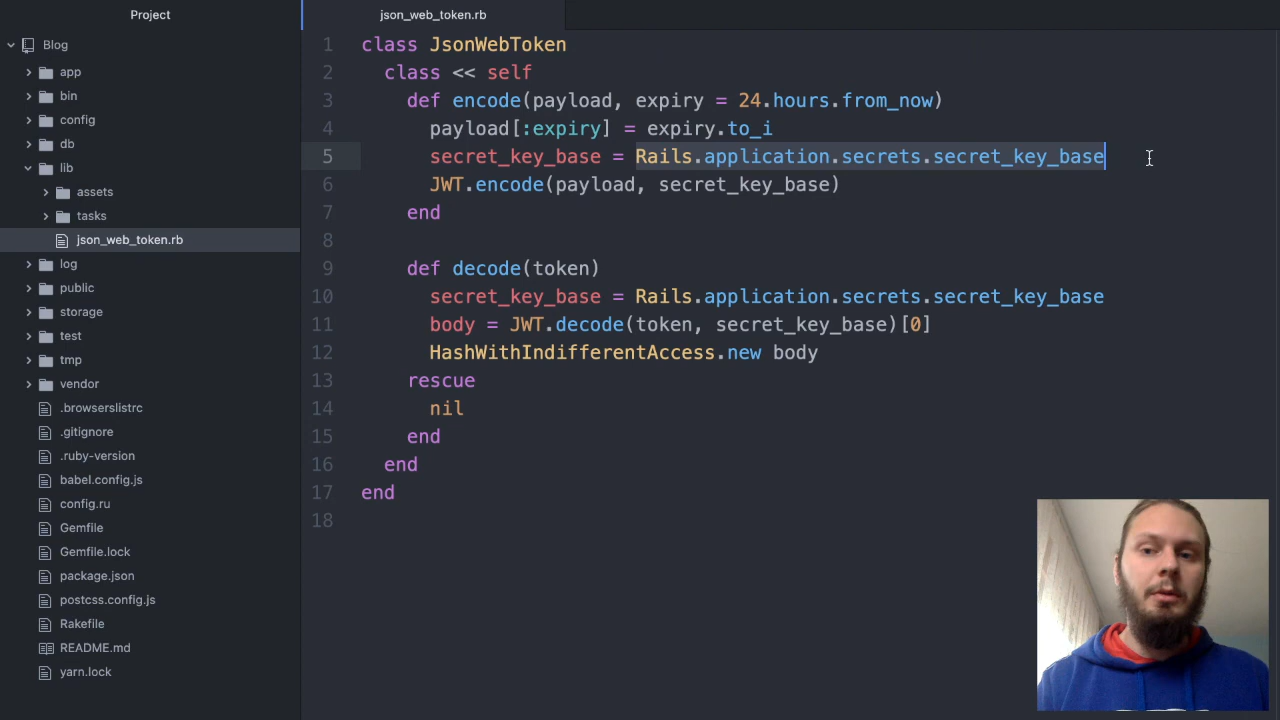 Project
Blog
app
bin
config
db
lib
assets
tasks
json_web_token.rb
log
public
storage
test
tmp
vendor
.browserslistrc
.gitignore
.ruby-version
babel.config.js
config.ru
Gemfile
Gemfile.lock
package.json
postcss.config.js
Rakefile
README.md
yarn.lock
json_web_token.rb
1 class JsonWebToken
2   class << self
3     def encode(payload, expiry = 24.hours.from_now)
4       payload[:expiry] = expiry.to_i
5       secret_key_base = Rails.application.secrets.secret_key_base
6       JWT.encode(payload, secret_key_base)
7     end
8
9     def decode(token)
10       secret_key_base = Rails.application.secrets.secret_key_base
11       body = JWT.decode(token, secret_key_base)[0]
12       HashWithIndifferentAccess.new body
13     rescue
14       nil
15     end
16   end
17 end
18